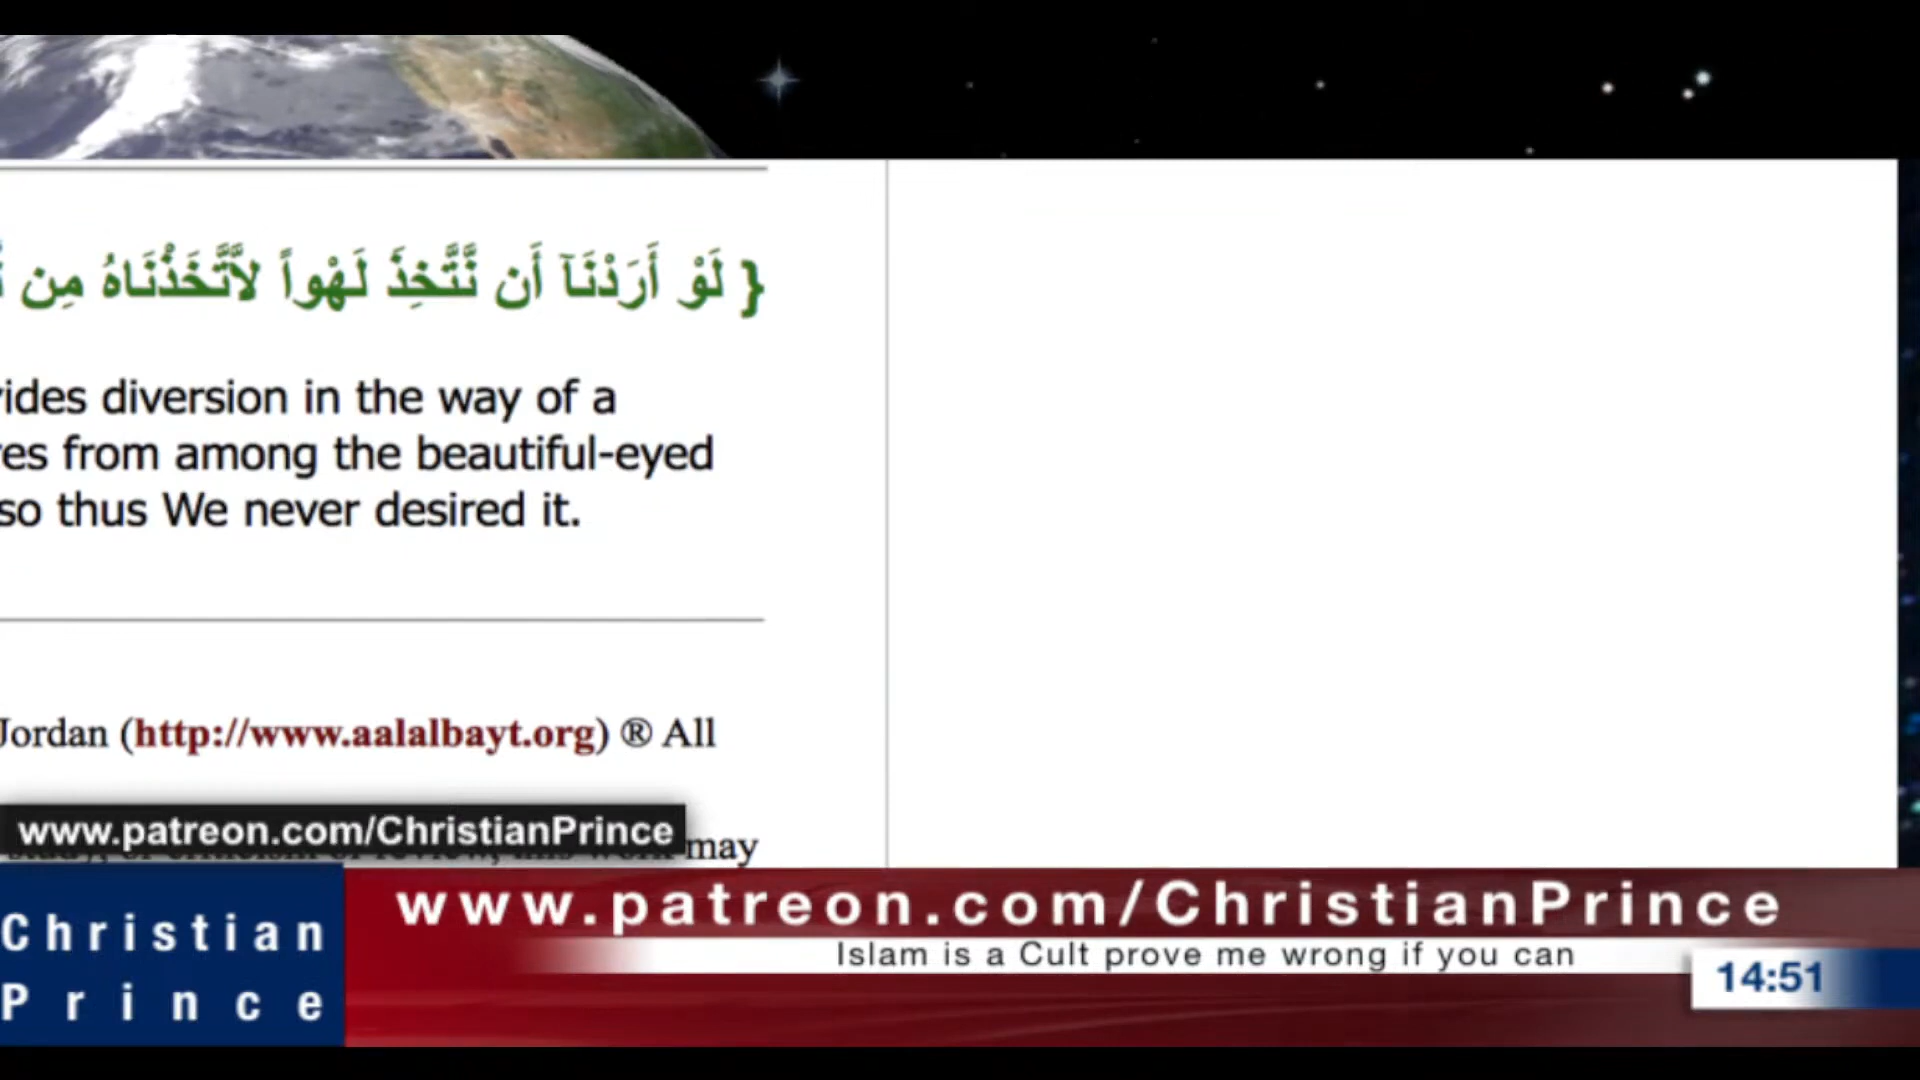 { لَوْ أَرَدْنَآ أَن نَّتَّخِذَ لَهْواً لاَّتَّخَذْنَاهُ مِن
vides diversion in the way of a
res from among the beautiful-eyed
so thus We never desired it.
Jordan (http://www.aalalbayt.org) ® All
may
www.patreon.com/ChristianPrince
Christian
Prince
www.patreon.com/ChristianPrince
Islam is a Cult prove me wrong if you can
14:51